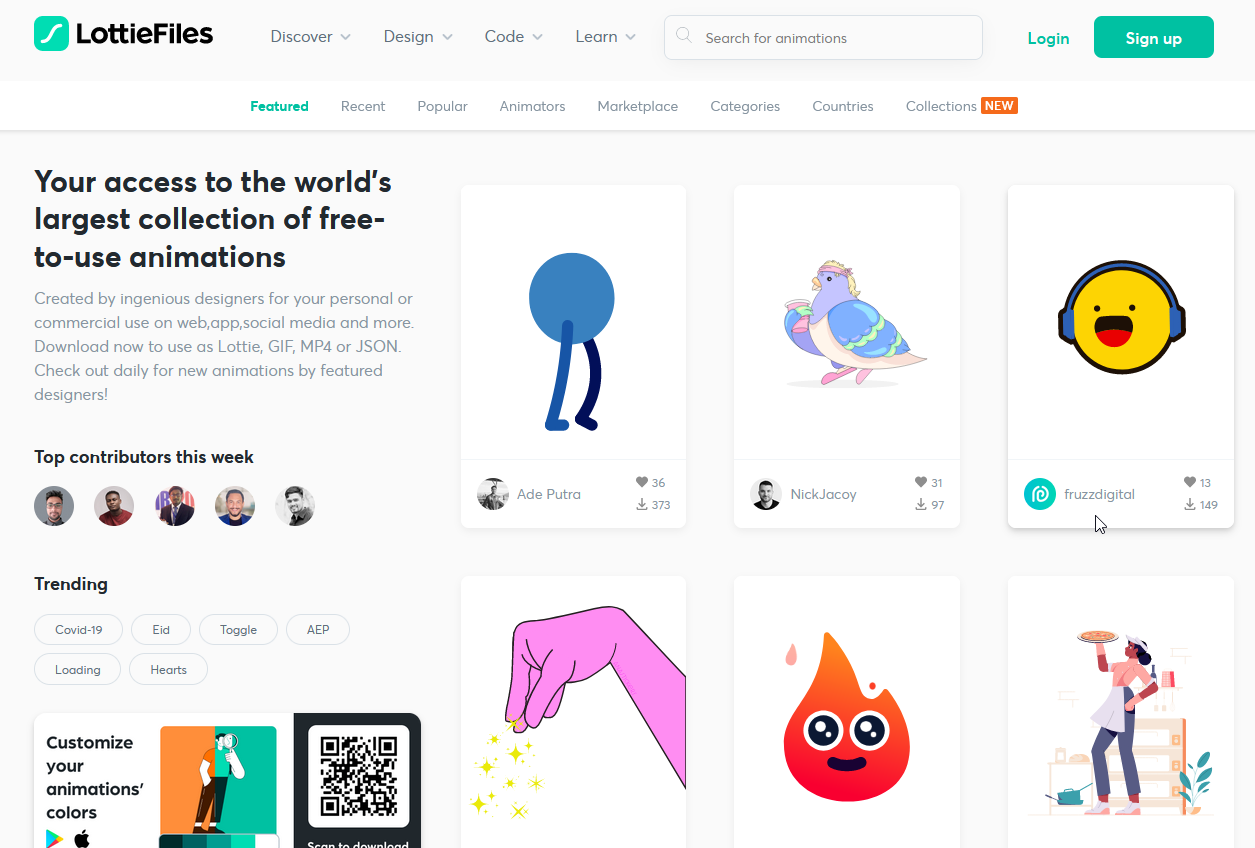 LottieFiles
Discover
Design
Code
Learn
Search for animations
Login
Sign up
Featured
Recent
Popular
Animators
Marketplace
Categories
Countries
Collections NEW
Your access to the world's
largest collection of free-
to-use animations
Created by ingenious designers for your personal or
commercial use on web,app,social media and more.
Download now to use as Lottie, GIF, MP4 or JSON.
Check out daily for new animations by featured
designers!
Top contributors this week
Trending
Covid-19
Eid
Toggle
AEP
Loading
Hearts
Customize
your
animations'
colors
Scan to download
Ade Putra
36
373
NickJacoy
31
97
fruzzdigital
13
149